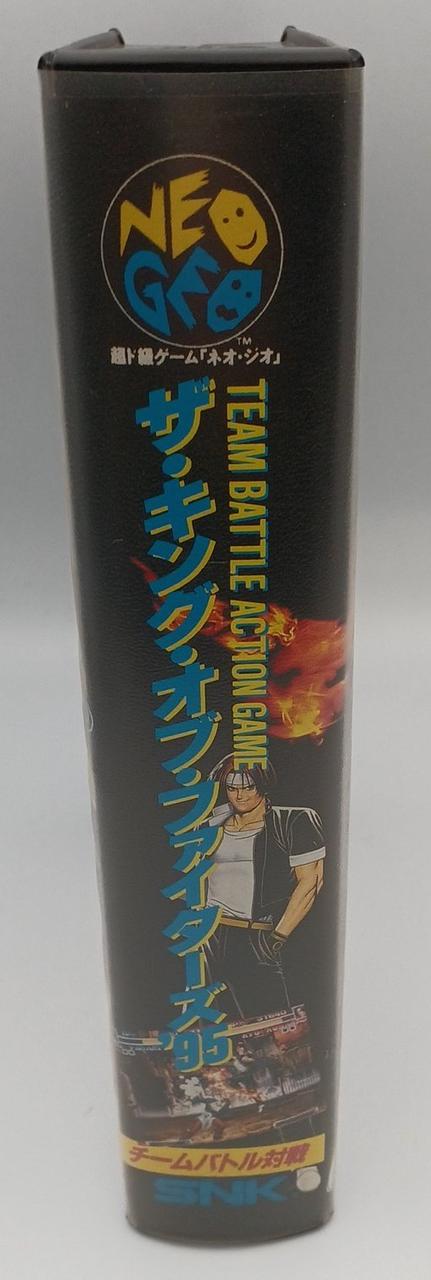 NEO
GEO
TM
超ド級ゲーム「ネオ・ジオ」
TEAM BATTLE ACTION GAME
ザ・キング・オブ・ファイターズ'95
チームバトル対戦
SNK